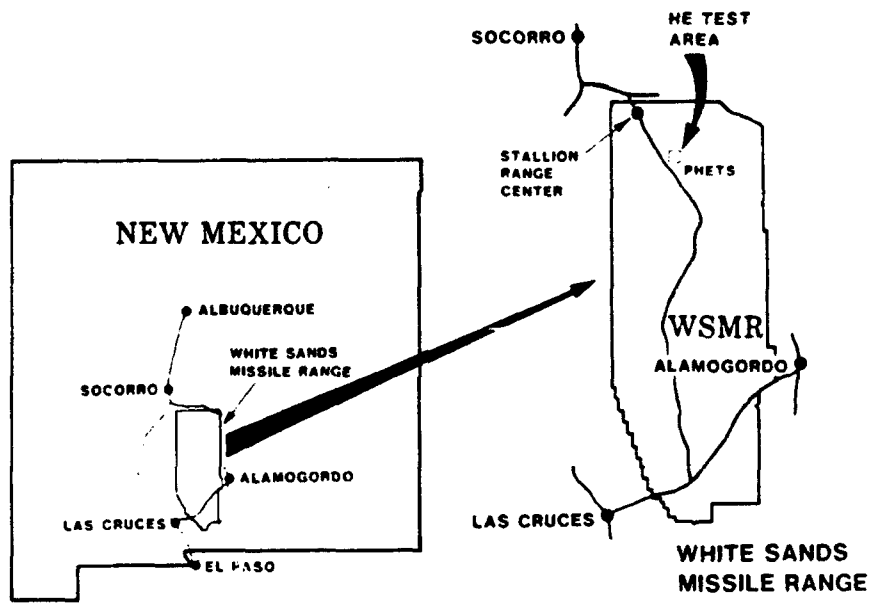 NEW MEXICO
ALBUQUERQUE
WHITE SANDS
MISSILE RANGE
SOCORRO
ALAMOGORDO
LAS CRUCES
EL PASO
SOCORRO
HE TEST
AREA
STALLION
RANGE
CENTER
PHETS
WSMR
ALAMOGORDO
LAS CRUCES
WHITE SANDS
MISSILE RANGE